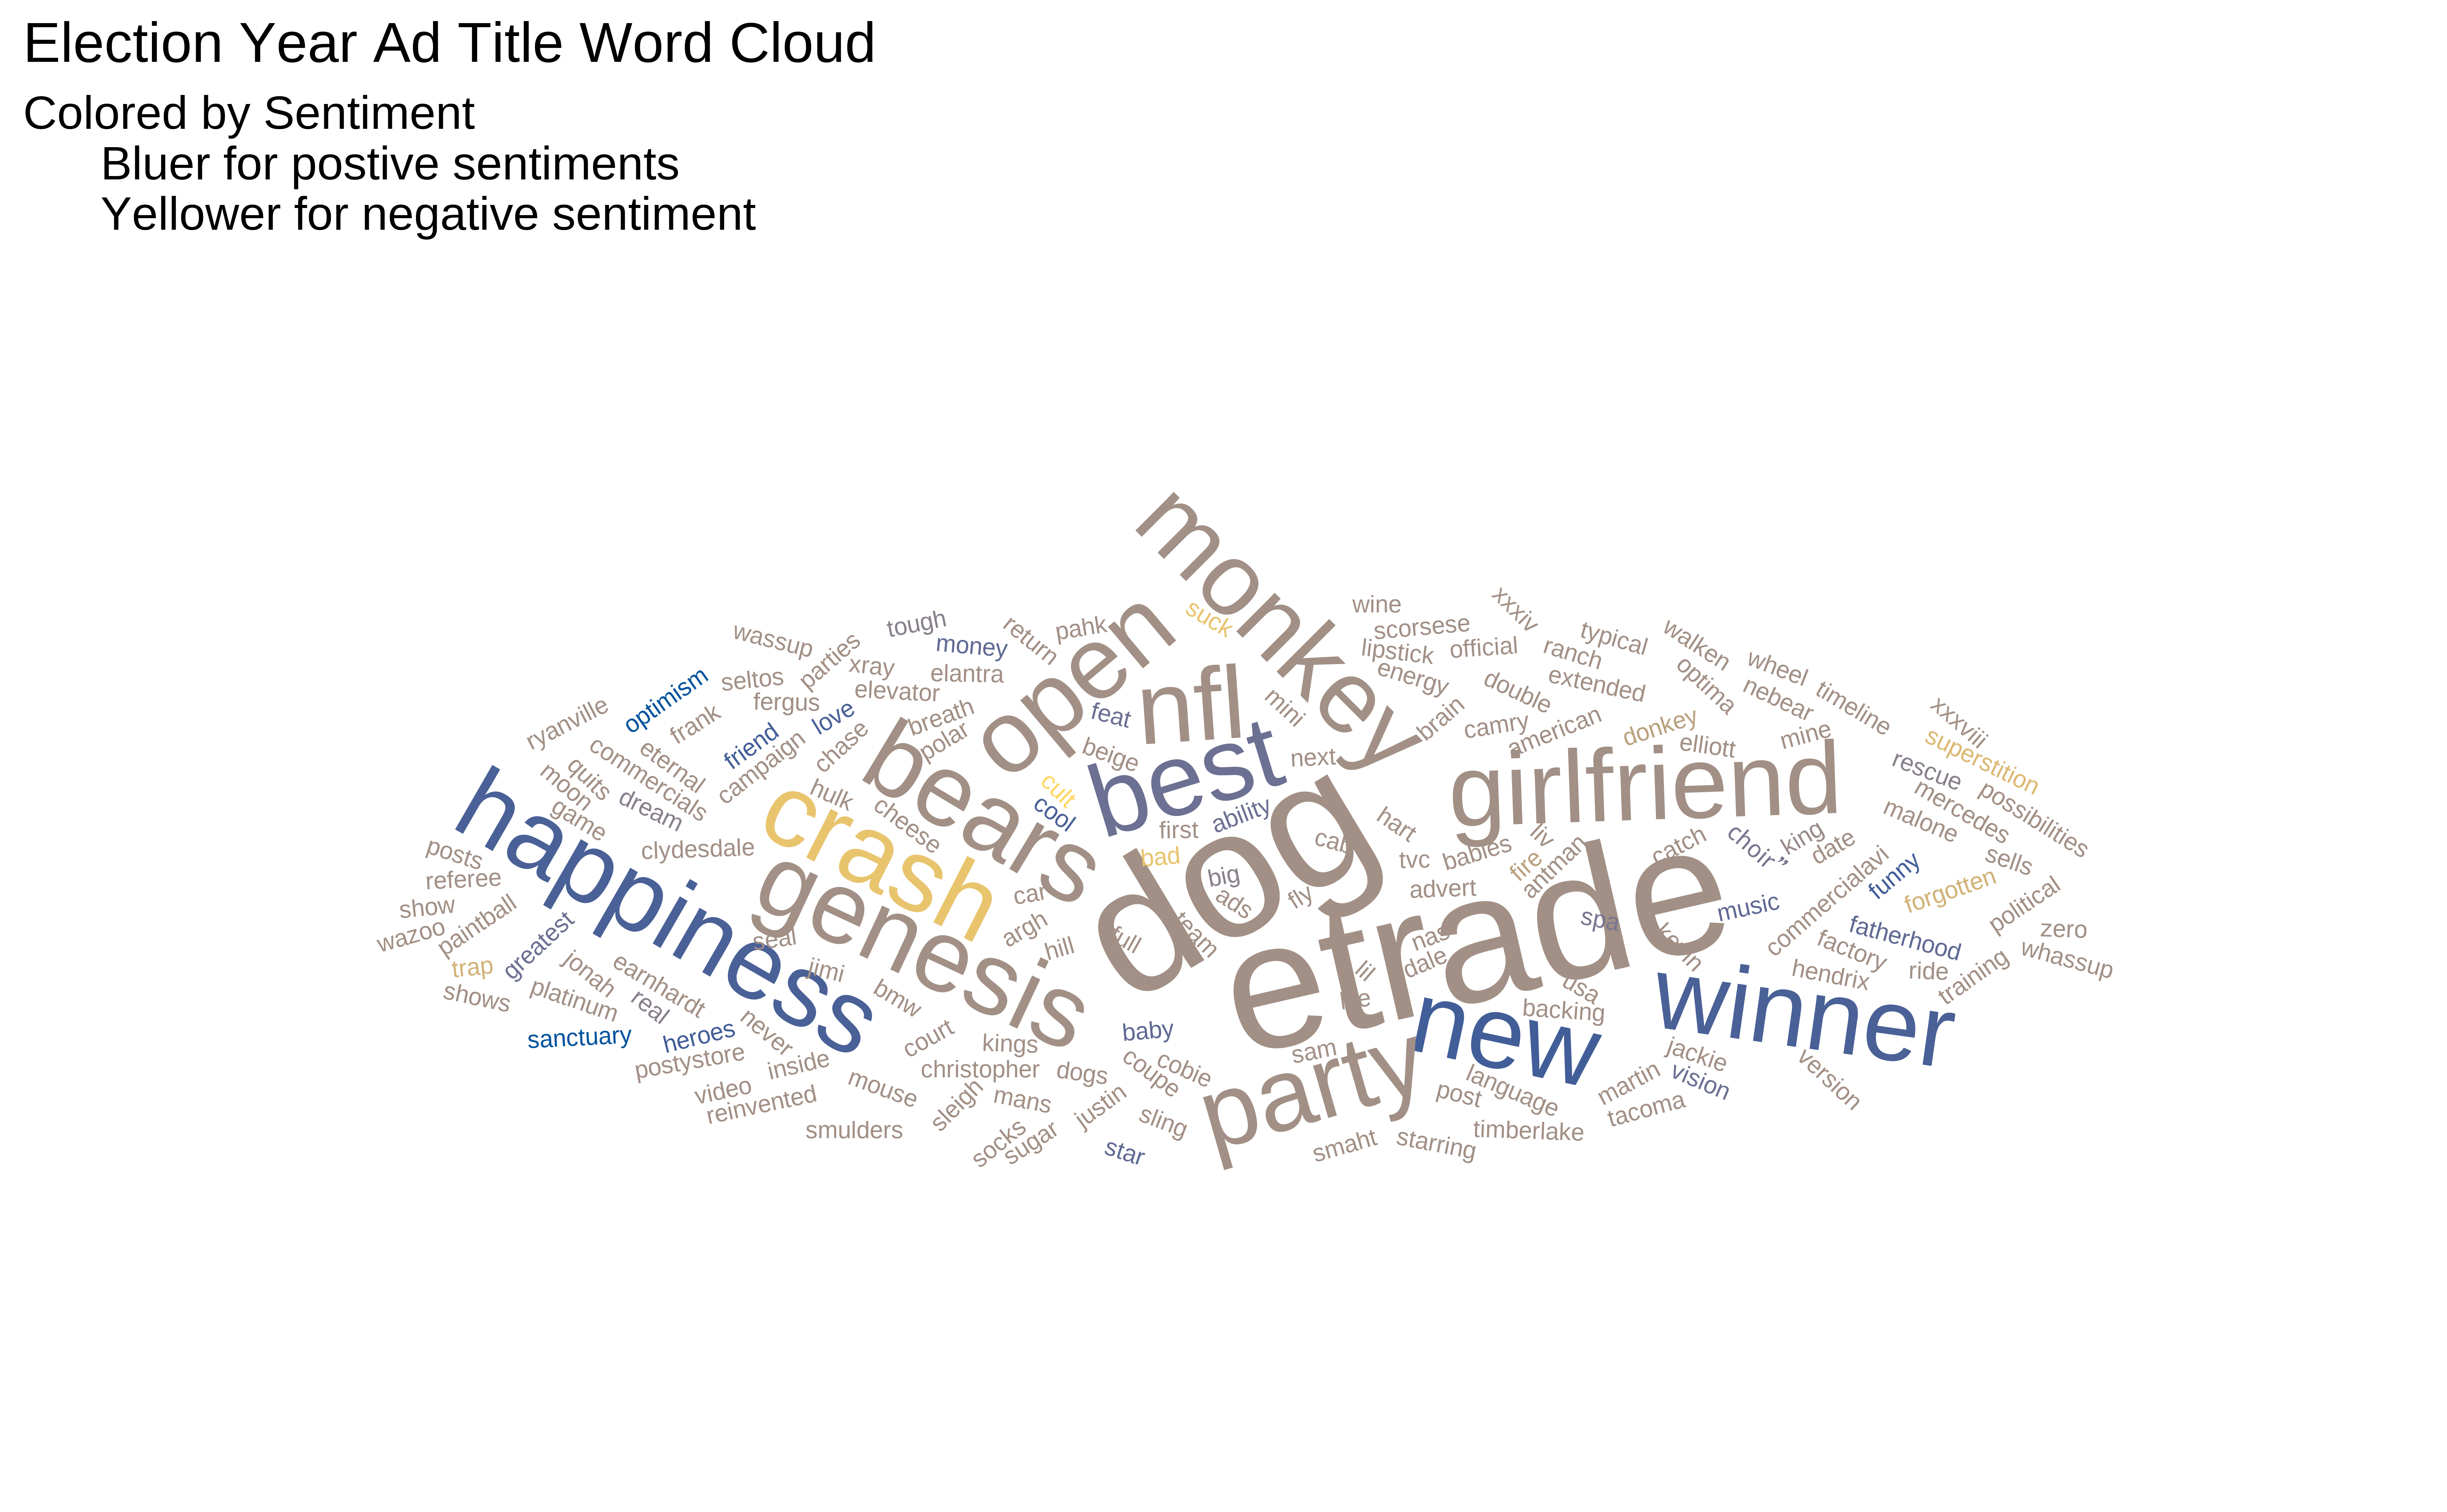 Election Year Ad Title Word Cloud
Colored by Sentiment
Bluer for postive sentiments
Yellower for negative sentiment
monkey
open
suck
nfl
best
feat
beige
mini
next
wassup
parties
tough
money
return
pahk
xray
elantra
elevator
seltos
fergus
optimism
frank
ryanville
friend
love
campaign
chase
breath
polar
bears
wine
scorsese
lipstick
official
energy
xxxiv
ranch
typical
extended
double
walken
optima
wheel
nebear
timeline
xxxviii
superstition
brain
camry
american
donkey
elliott
mine
girlfriend
rescue
mercedes
possibilities
malone
sells
eternal
commercials
quits
moon
game
dream
hulk
cheese
crash
cult
cool
first
ability
dog
bad
big
ads
fly
cab
hart
tvc
babies
liv
fire
antman
advert
catch
choir”
king
date
commercialavi
funny
forgotten
political
happiness
clydesdale
posts
referee
show
wazoo
paintball
trap
shows
greatest
jonah
platinum
earnhardt
real
genesis
seal
jimi
bmw
car
argh
hill
full
team
etrade
nas
dale
lil
spa
usa
music
fatherhood
factory
hendrix
ride
training
zero
whassup
sanctuary
heroes
never
postystore
inside
video
reinvented
mouse
smulders
court
kings
christopher
sleigh
mans
dogs
baby
coupe
cobie
justin
sling
socks
sugar
star
sam
party
new
backing
winner
language
post
martin
jackie
vision
tacoma
version
timberlake
smaht
starring